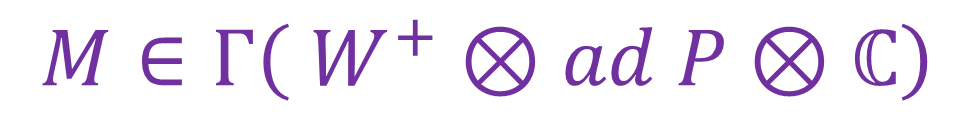 M ∈ Γ( W⁺ ⊗ ad P ⊗ ℂ)